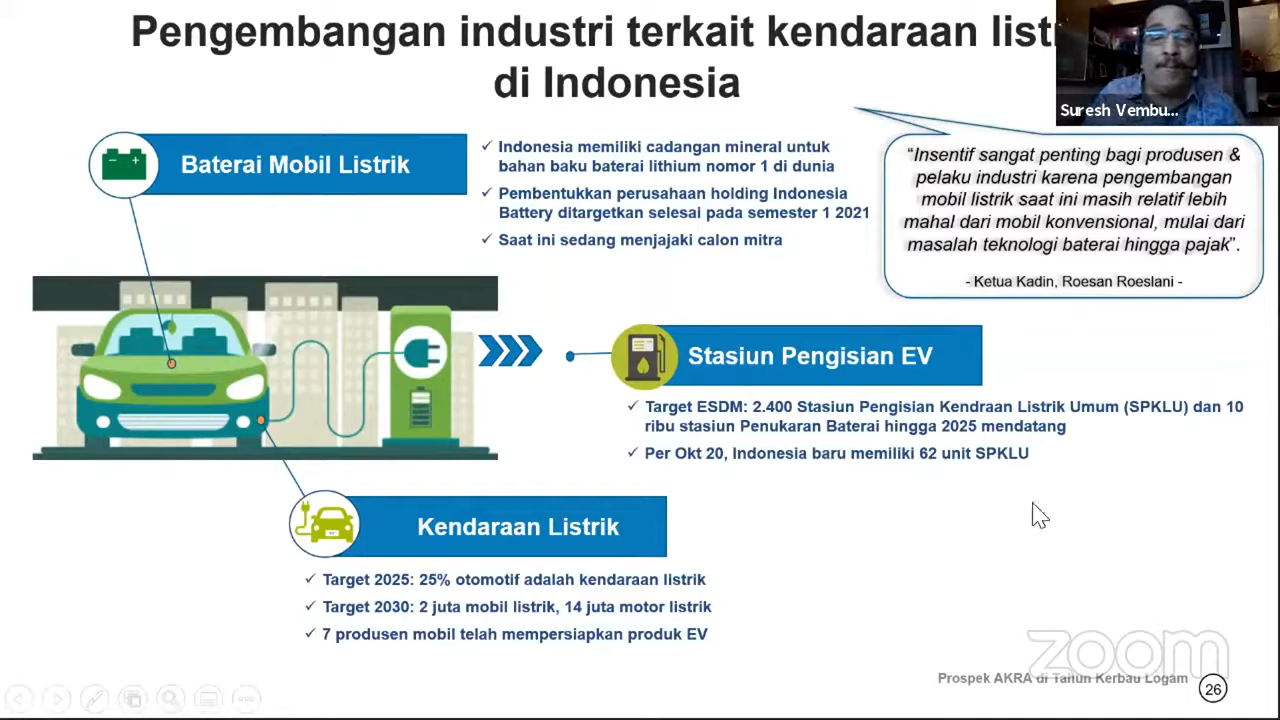 Pengembangan industri terkait kendaraan
di Indonesia
Suresh Vembu...
Baterai Mobil Listrik
✓ Indonesia memiliki cadangan mineral untuk
bahan baku baterai lithium nomor 1 di dunia
✓ Pembentukkan perusahaan holding Indonesia
Battery ditargetkan selesai pada semester 1 2021
✓ Saat ini sedang menjajaki calon mitra
“Insentif sangat penting bagi produsen &
pelaku industri karena pengembangan
mobil listrik saat ini masih relatif lebih
mahal dari mobil konvensional, mulai dari
masalah teknologi baterai hingga pajak”.
- Ketua Kadin, Roesan Roeslani -
Stasiun Pengisian EV
✓ Target ESDM: 2.400 Stasiun Pengisian Kendraan Listrik Umum (SPKLU) dan 10
ribu stasiun Penukaran Baterai hingga 2025 mendatang
✓ Per Okt 20, Indonesia baru memiliki 62 unit SPKLU
Kendaraan Listrik
✓ Target 2025: 25% otomotif adalah kendaraan listrik
✓ Target 2030: 2 juta mobil listrik, 14 juta motor listrik
✓ 7 produsen mobil telah mempersiapkan produk EV
zoom
Prospek AKRA di Tahun Kerbau Logam
26